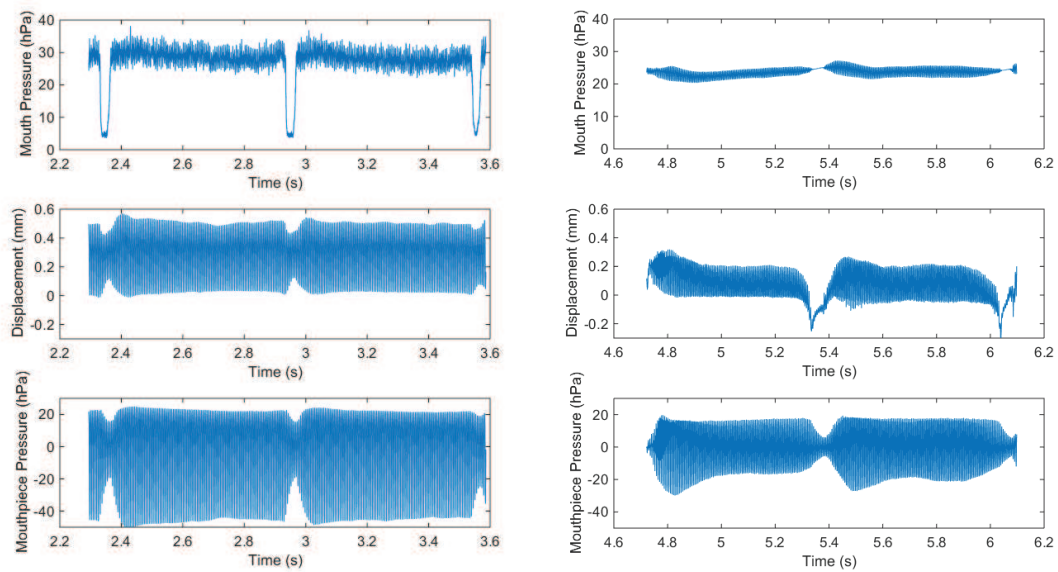 Mouth Pressure (hPa)
40
30
20
10
0
2.2 2.4 2.6 2.8 3 3.2 3.4 3.6
Time (s)
Displacement (mm)
0.6
0.4
0.2
0
-0.2
2.2 2.4 2.6 2.8 3 3.2 3.4 3.6
Time (s)
Mouthpiece Pressure (hPa)
20
0
-20
-40
2.2 2.4 2.6 2.8 3 3.2 3.4 3.6
Time (s)
Mouth Pressure (hPa)
40
30
20
10
0
4.6 4.8 5 5.2 5.4 5.6 5.8 6 6.2
Time (s)
Displacement (mm)
0.6
0.4
0.2
0
-0.2
4.6 4.8 5 5.2 5.4 5.6 5.8 6 6.2
Time (s)
Mouthpiece Pressure (hPa)
20
0
-20
-40
4.6 4.8 5 5.2 5.4 5.6 5.8 6 6.2
Time (s)